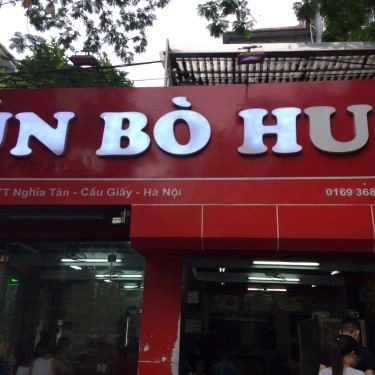 ÚN BÒ HU
TT Nghĩa Tân - Cầu Giấy - Hà Nội 0169 368